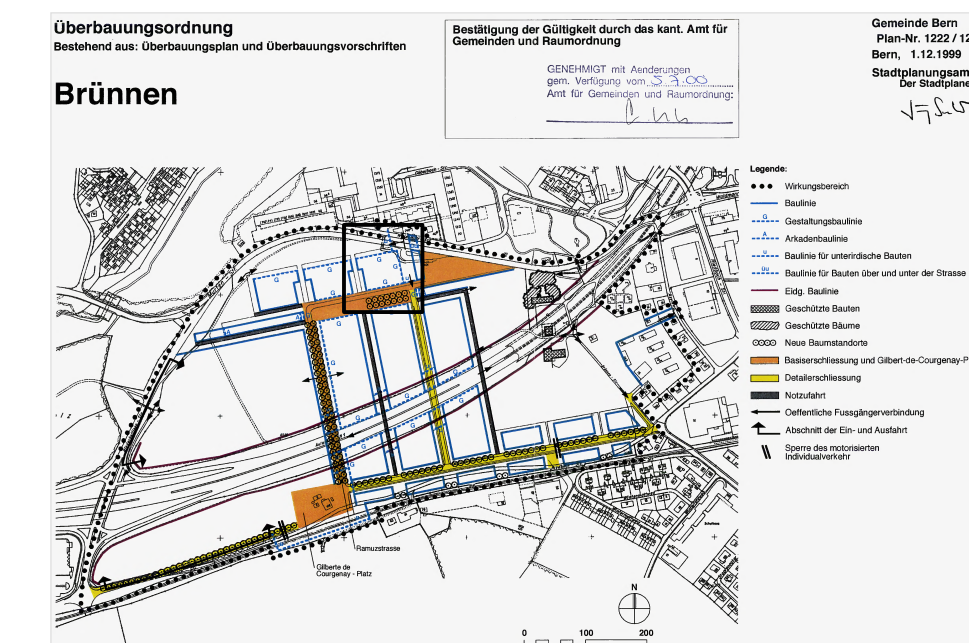 Überbauungsordnung
Bestehend aus: Überbauungsplan und Überbauungsvorschriften
Brünnen
Bestätigung der Gültigkeit durch das kant. Amt für
Gemeinden und Raumordnung
GENEHMIGT mit Aenderungen
gem. Verfügung vom 5.7.00
Amt für Gemeinden und Raumordnung:
Gemeinde Bern
Plan-Nr. 1222 / 12
Bern, 1.12.1999
Stadtplanungsam
Der Stadtplane
Legende:
Wirkungsbereich
Baulinie
G Gestaltungsbaulinie
A Arkadenbaulinie
u Baulinie für unterirdische Bauten
üu Baulinie für Bauten über und unter der Strasse
Eidg. Baulinie
Geschützte Bauten
Geschützte Bäume
Neue Baumstandorte
Basiserschliessung und Gilbert-de-Courgenay-P
Detailerschliessung
Notzufahrt
Oeffentliche Fussgängerverbindung
Abschnitt der Ein- und Ausfahrt
Sperre des motorisierten
Individualverkehr
Ramuzstrasse
Gilberte de
Courgenay - Platz
N
0 100 200